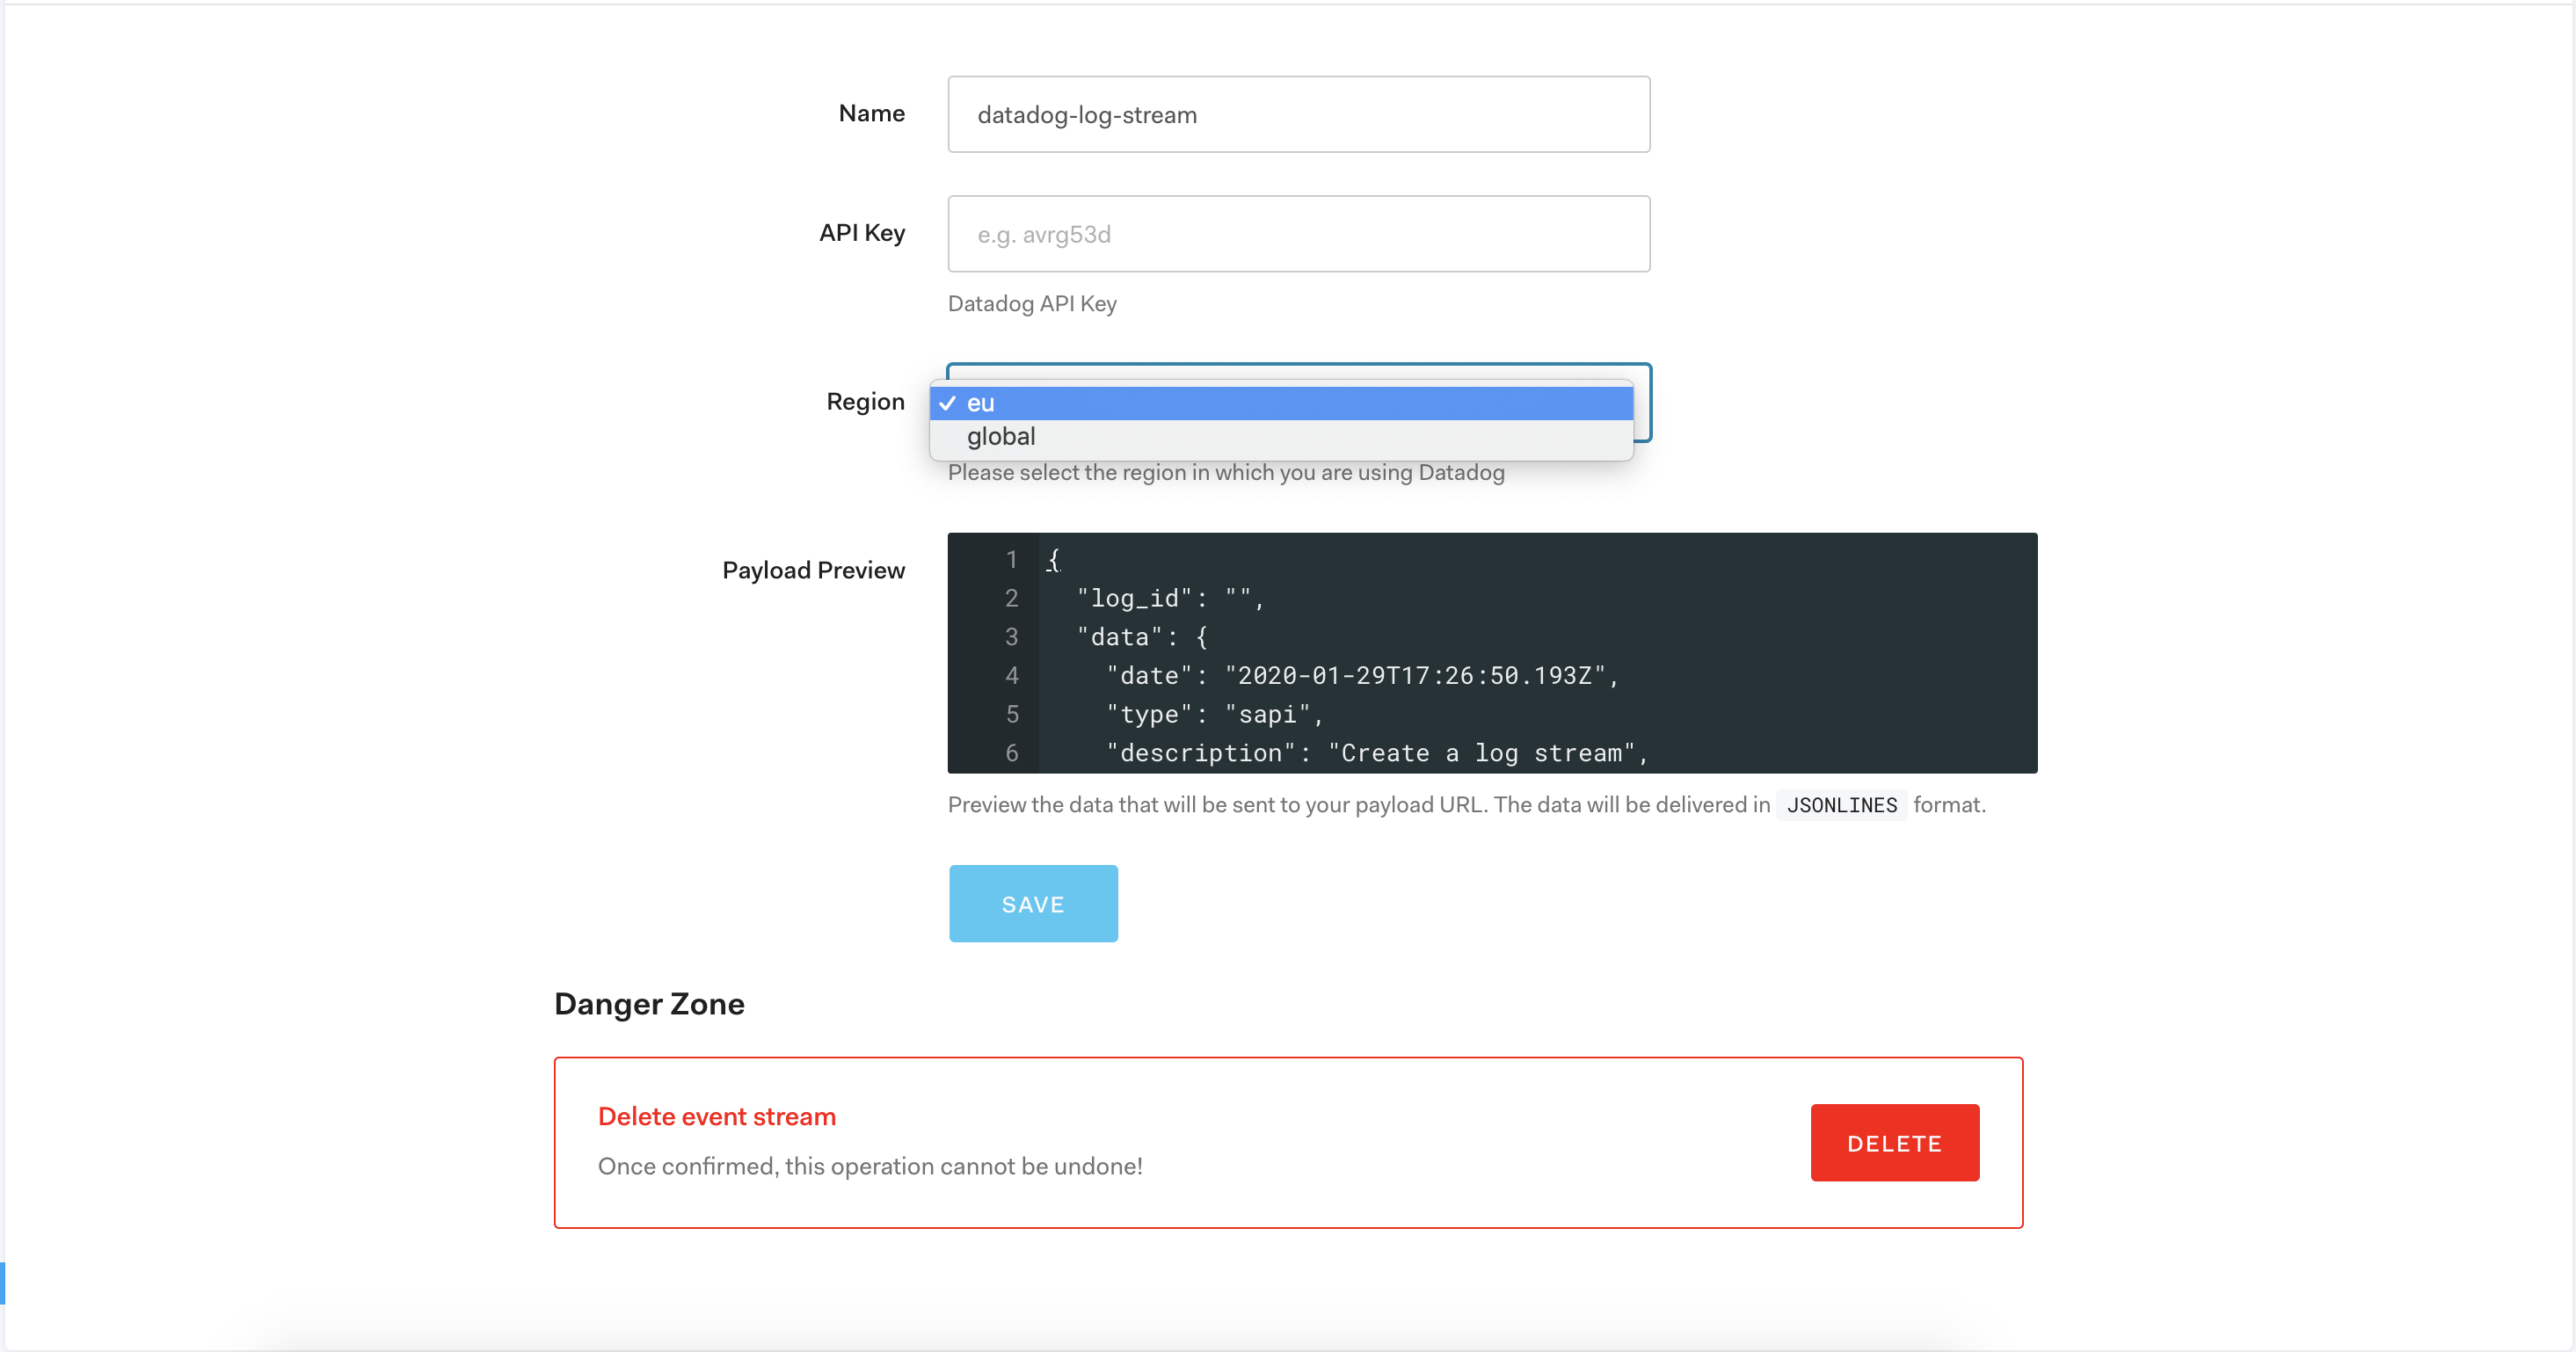 Name
datadog-log-stream
API Key
e.g. avrg53d
Datadog API Key
Region
✓ eu
global
Please select the region in which you are using Datadog
Payload Preview
1 {
2 "log_id": "",
3 "data": {
4 "date": "2020-01-29T17:26:50.193Z",
5 "type": "sapi",
6 "description": "Create a log stream",
Preview the data that will be sent to your payload URL. The data will be delivered in JSONLINES format.
SAVE
Danger Zone
Delete event stream
Once confirmed, this operation cannot be undone!
DELETE